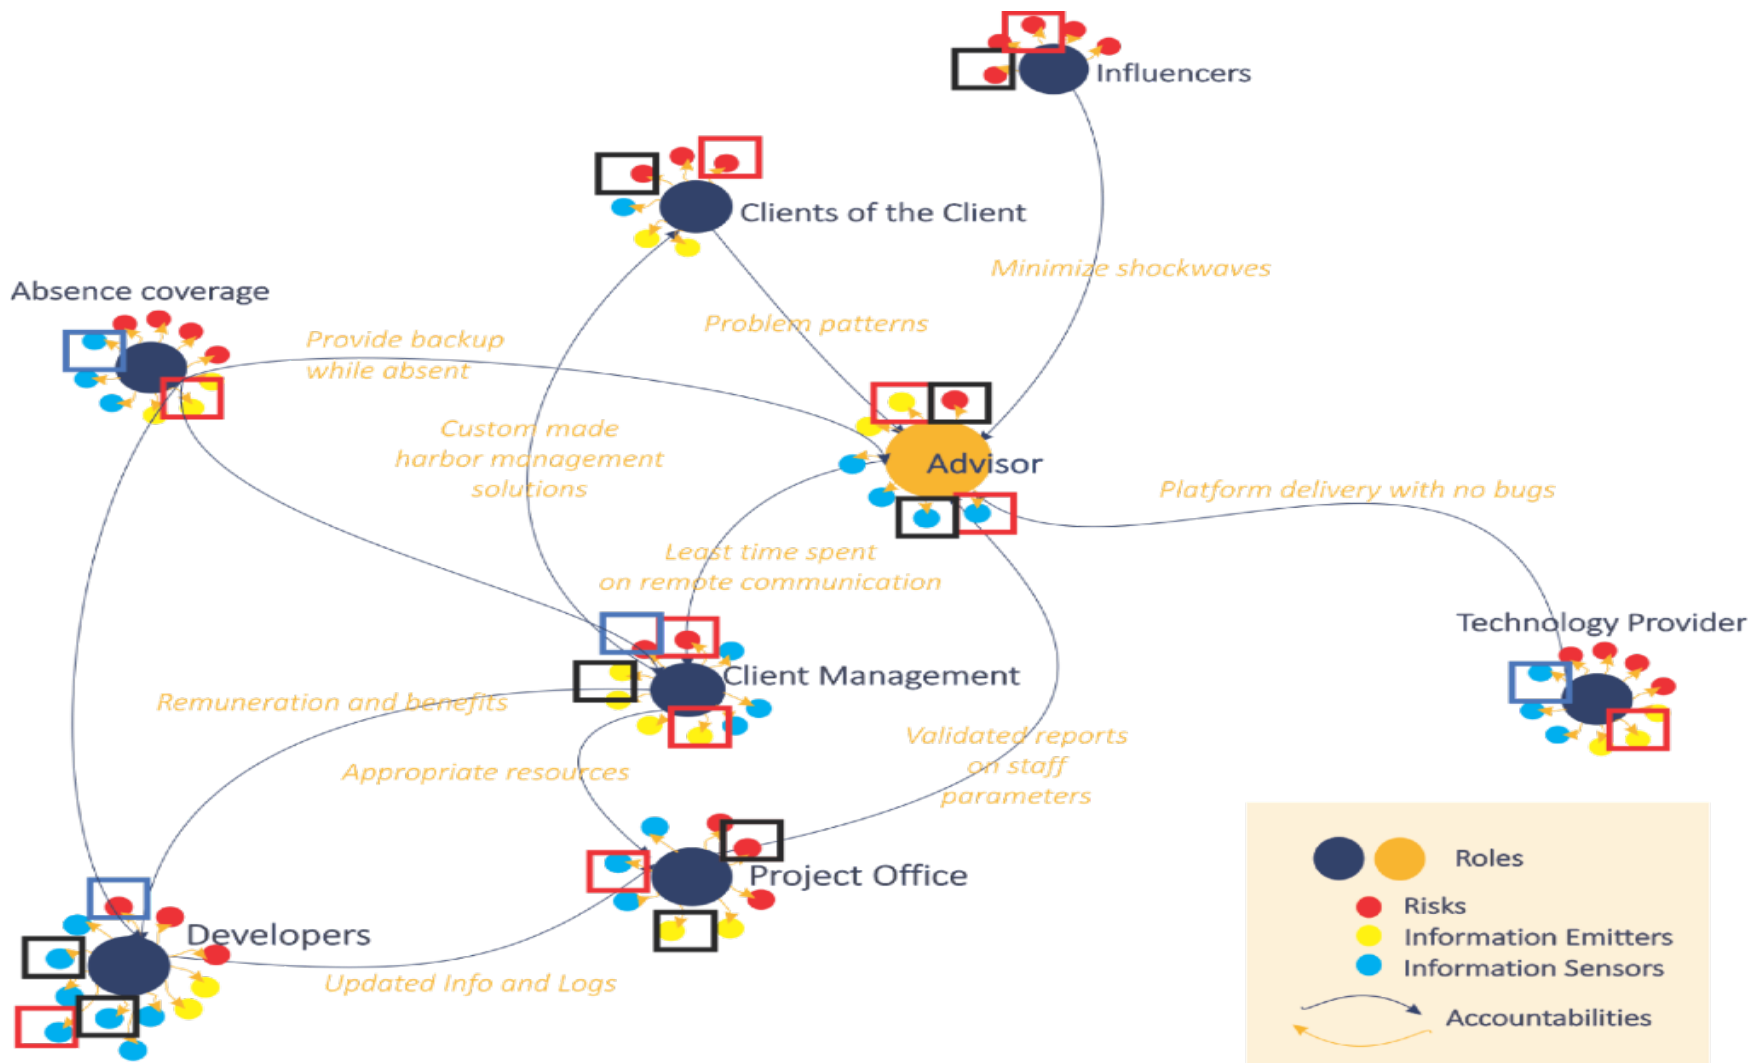 Influencers
Clients of the Client
Minimize shockwaves
Absence coverage
Problem patterns
Provide backup
while absent
Custom made
harbor management
solutions
Advisor
Platform delivery with no bugs
Least time spent
on remote communication
Technology Provider
Client Management
Remuneration and benefits
Validated reports
on staff
parameters
Appropriate resources
Project Office
Developers
Updated Info and Logs
Roles
Risks
Information Emitters
Information Sensors
Accountabilities